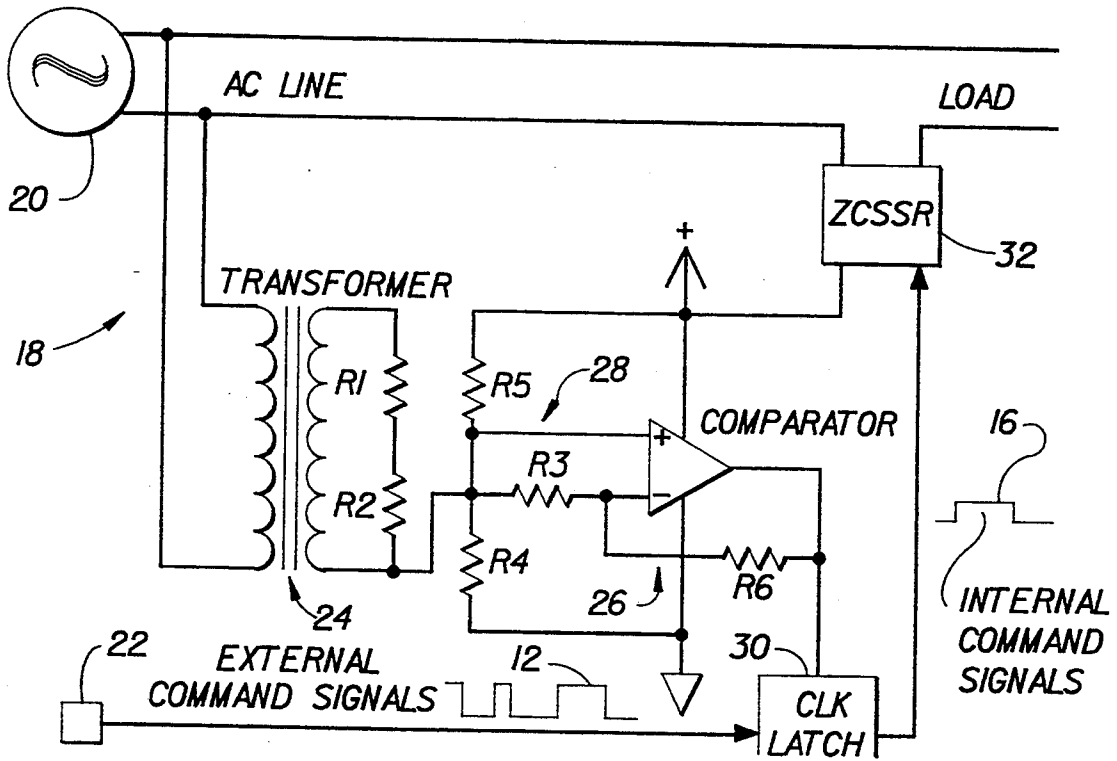 AC LINE
LOAD
20
ZCSSR
32
+
TRANSFORMER
18
R1
R5
28
COMPARATOR
16
+
R3
R2
−
R4
R6
26
24
INTERNAL
COMMAND
SIGNALS
22
EXTERNAL
COMMAND SIGNALS
12
30
CLK
LATCH